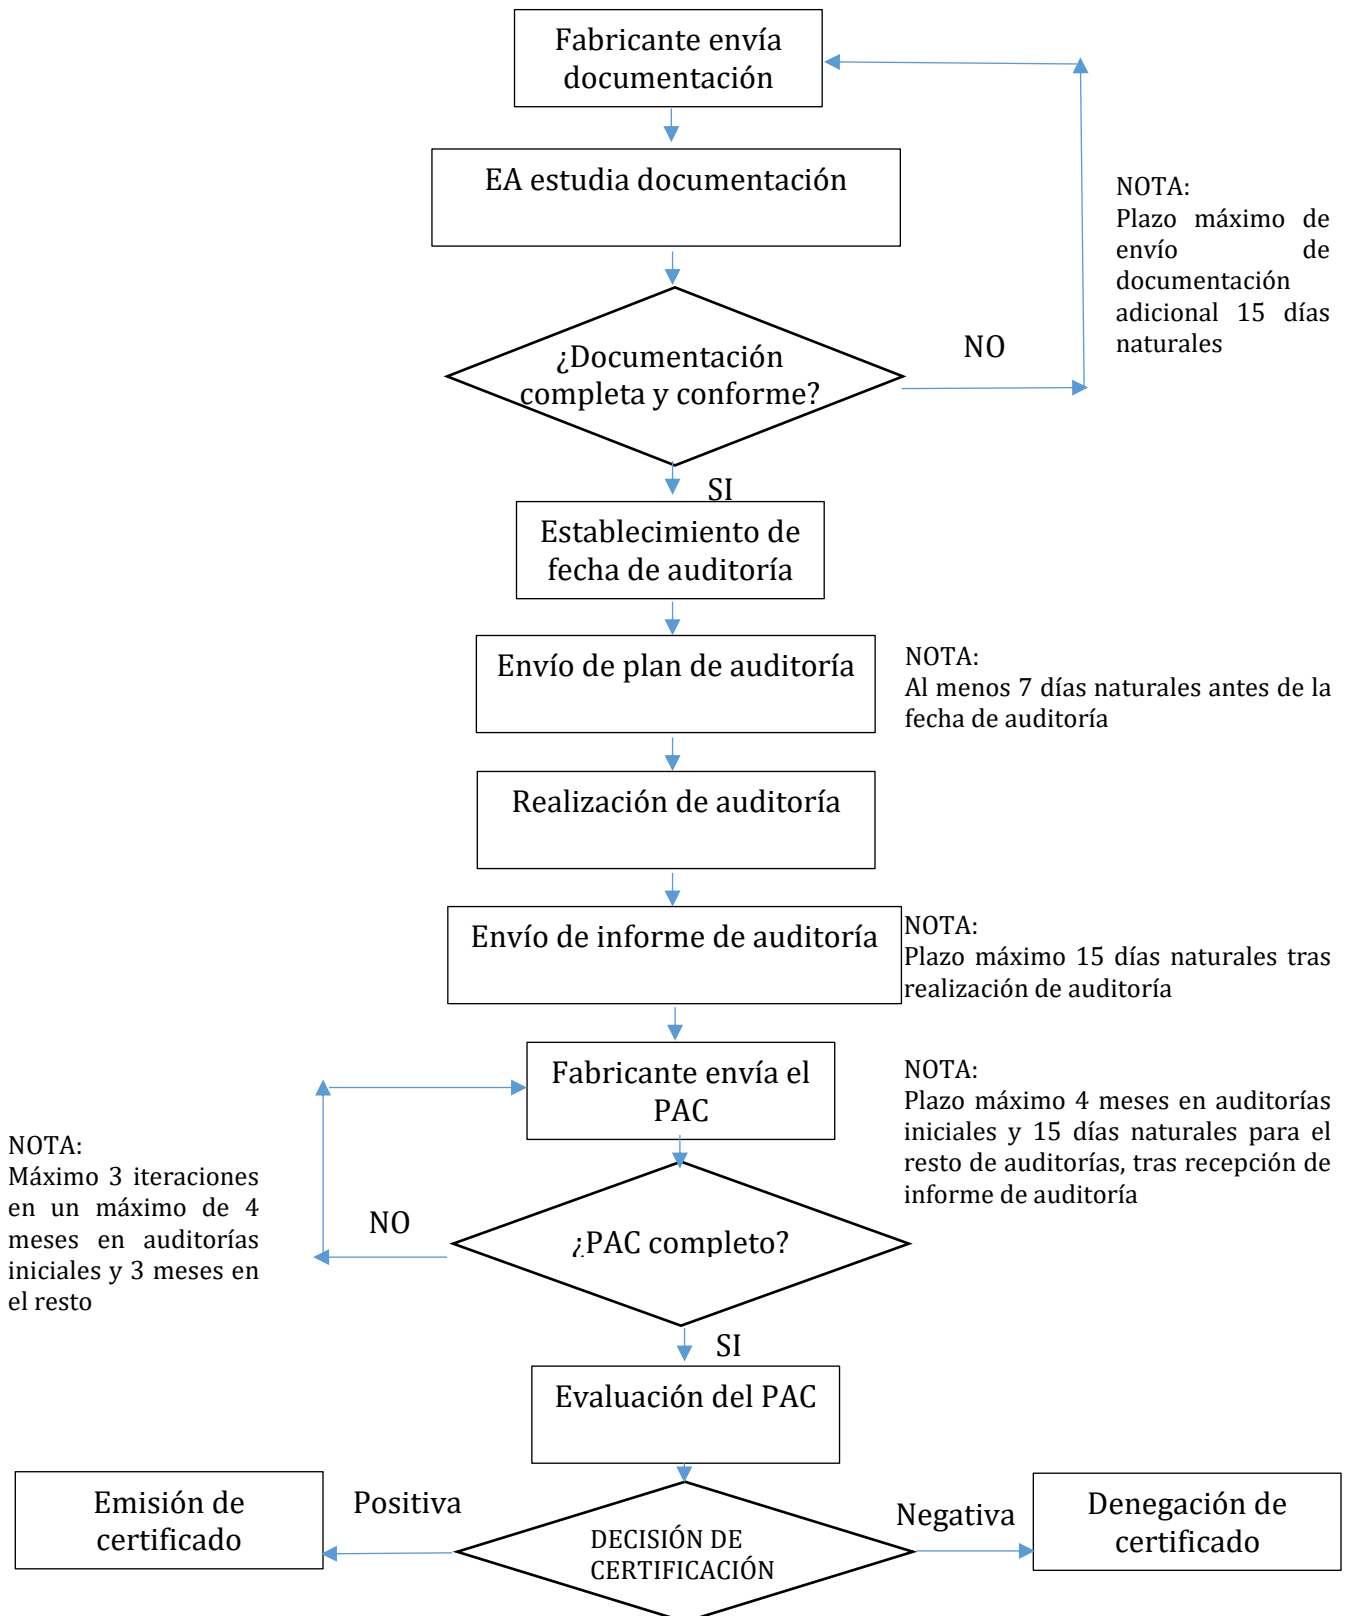 Fabricante envía
documentación
EA estudia documentación
NOTA:
Plazo máximo de
envío de
documentación
adicional 15 días
naturales
¿Documentación
completa y conforme?
NO
SI
Establecimiento de
fecha de auditoría
Envío de plan de auditoría
NOTA:
Al menos 7 días naturales antes de la
fecha de auditoría
Realización de auditoría
Envío de informe de auditoría
NOTA:
Plazo máximo 15 días naturales tras
realización de auditoría
Fabricante envía el
PAC
NOTA:
Plazo máximo 4 meses en auditorías
iniciales y 15 días naturales para el
resto de auditorías, tras recepción de
informe de auditoría
NOTA:
Máximo 3 iteraciones
en un máximo de 4
meses en auditorías
iniciales y 3 meses en
el resto
NO
¿PAC completo?
SI
Evaluación del PAC
Emisión de
certificado
Positiva
DECISIÓN DE
CERTIFICACIÓN
Negativa
Denegación de
certificado